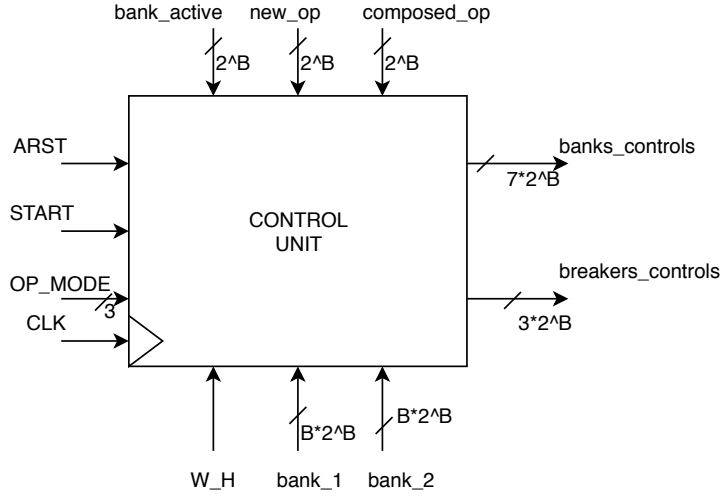 bank_active new_op composed_op
2^B 2^B 2^B
ARST
banks_controls
7*2^B
START
CONTROL
UNIT
OP_MODE
3
breakers_controls
3*2^B
CLK
B*2^B B*2^B
W_H bank_1 bank_2